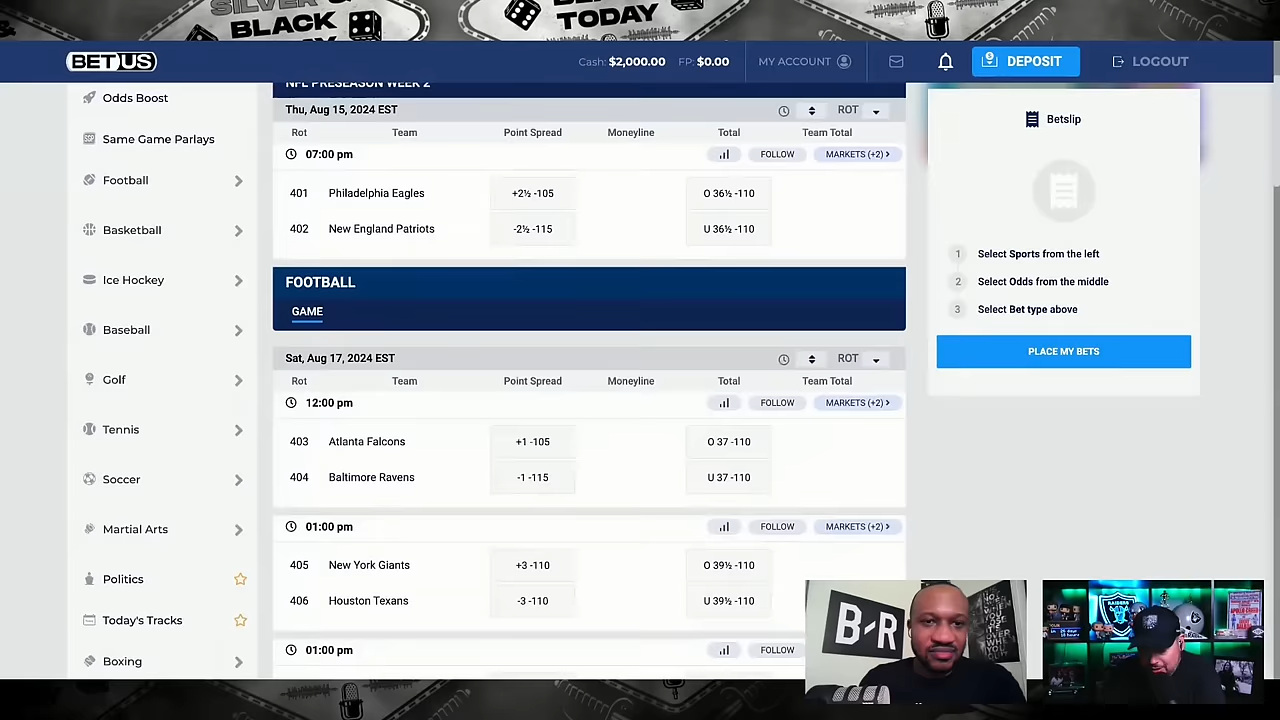 SILVER &
BLACK
TODAY
BETUS
Cash: $2,000.00 FP: $0.00
MY ACCOUNT
DEPOSIT
LOGOUT
Odds Boost
Same Game Parlays
Football
Basketball
Ice Hockey
Baseball
Golf
Tennis
Soccer
Martial Arts
Politics
Today's Tracks
Boxing
NFL PRESEASON WEEK 2
Thu, Aug 15, 2024 EST ROT
Rot Team Point Spread Moneyline Total Team Total
07:00 pm FOLLOW MARKETS (+2)
401 Philadelphia Eagles +2½ -105 O 36½ -110
402 New England Patriots -2½ -115 U 36½ -110
FOOTBALL
GAME
Sat, Aug 17, 2024 EST ROT
Rot Team Point Spread Moneyline Total Team Total
12:00 pm FOLLOW MARKETS (+2)
403 Atlanta Falcons +1 -105 O 37 -110
404 Baltimore Ravens -1 -115 U 37 -110
01:00 pm FOLLOW MARKETS (+2)
405 New York Giants +3 -110 O 39½ -110
406 Houston Texans -3 -110 U 39½ -110
01:00 pm FOLLOW
Betslip
1 Select Sports from the left
2 Select Odds from the middle
3 Select Bet type above
PLACE MY BETS
B-R
RAIDERS